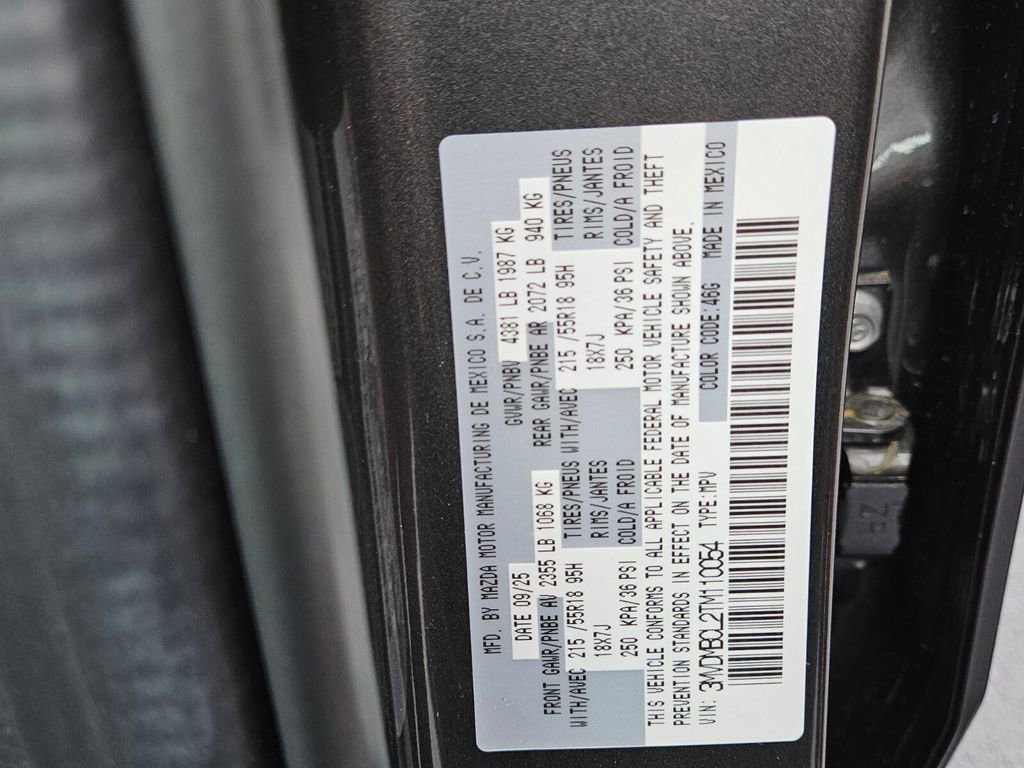 MFD. BY MAZDA MOTOR MANUFACTURING DE MEXICO S.A. DE C.V.
DATE 09/25 GVWR/PNBV 4381 LB 1987 KG
FRONT GAWR/PNBE AV 2355 LB 1068 KG REAR GAWR/PNBE AR 2072 LB 940 KG
WITH/AVEC 215 /55R18 95H TIRES/PNEUS WITH/AVEC 215 /55R18 95H TIRES/PNEUS
18X7J RIMS/JANTES 18X7J RIMS/JANTES
250 KPA/36 PSI COLD/A FROID 250 KPA/36 PSI COLD/A FROID
THIS VEHICLE CONFORMS TO ALL APPLICABLE FEDERAL MOTOR VEHICLE SAFETY AND THEFT
PREVENTION STANDARDS IN EFFECT ON THE DATE OF MANUFACTURE SHOWN ABOVE.
VIN: 3MVDMBCL2TM110054 TYPE:MPV COLOR CODE:46G MADE IN MEXICO